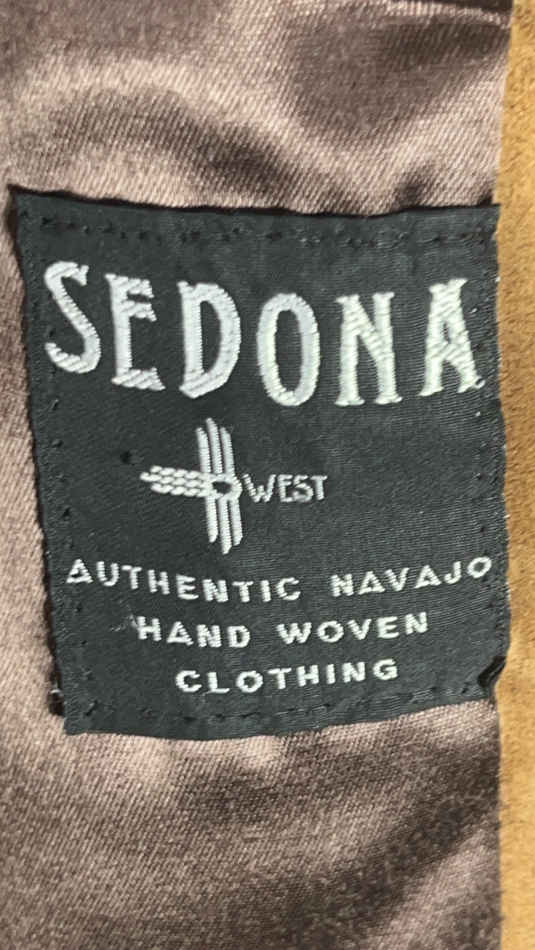 SEDONA
WEST
AUTHENTIC NAVAJO
HAND WOVEN
CLOTHING